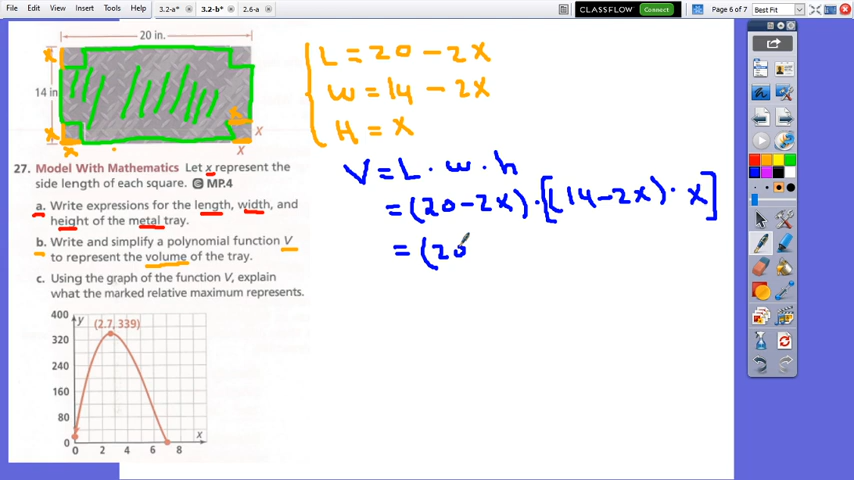 File Edit Insert Tools Help
3.2-a*
3.2-b*
2.6-a
CLASSFLOW
Connect
Page 6 of 7
Best Fit
20 in.
x
14 in
x
x
x
x
L = 20 - 2x
W = 14 - 2x
H = x
V = L · w · h
= (20 - 2x) · [(14 - 2x) · x]
= (20
27. Model With Mathematics Let x represent the
side length of each square. MP.4
a. Write expressions for the length, width, and
height of the metal tray.
b. Write and simplify a polynomial function V
to represent the volume of the tray.
c. Using the graph of the function V, explain
what the marked relative maximum represents.
400
y
(2.7, 339)
320
240
160
80
0
x
0 2 4 6 8